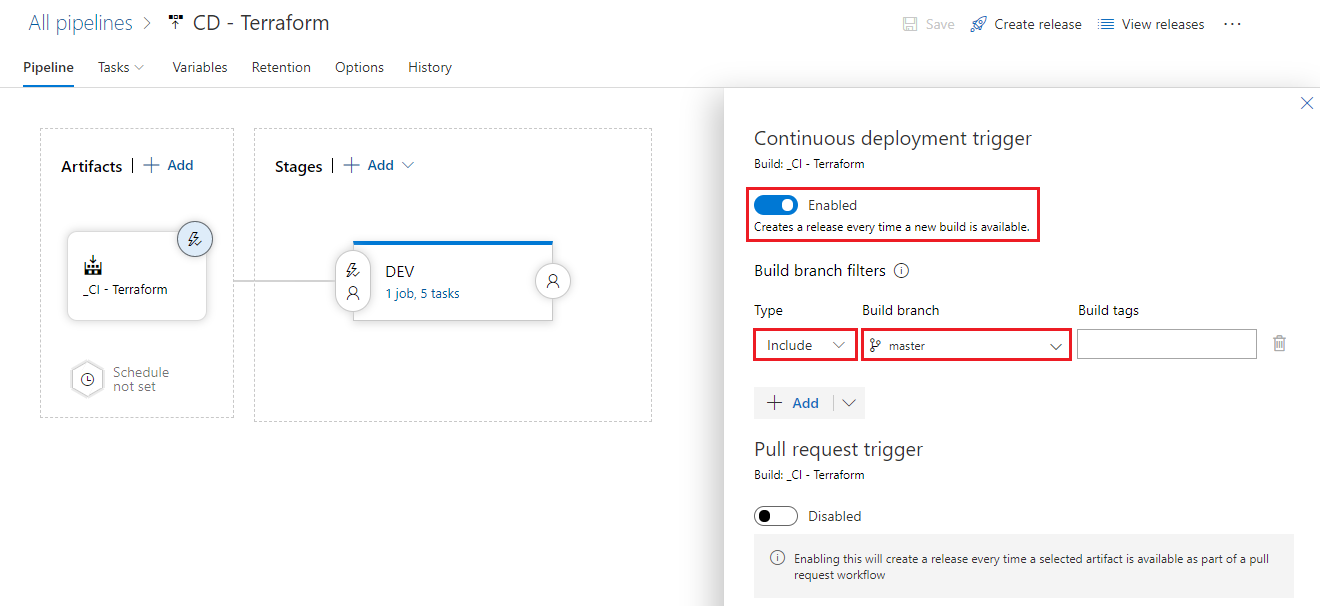 All pipelines > CD - Terraform
Save Create release View releases ...
Pipeline Tasks Variables Retention Options History
Artifacts | + Add
Stages | + Add
_CI - Terraform
DEV
1 job, 5 tasks
Schedule
not set
Continuous deployment trigger
Build: _CI - Terraform
Enabled
Creates a release every time a new build is available.
Build branch filters
Type Build branch Build tags
Include master
+ Add
Pull request trigger
Build: _CI - Terraform
Disabled
Enabling this will create a release every time a selected artifact is available as part of a pull
request workflow